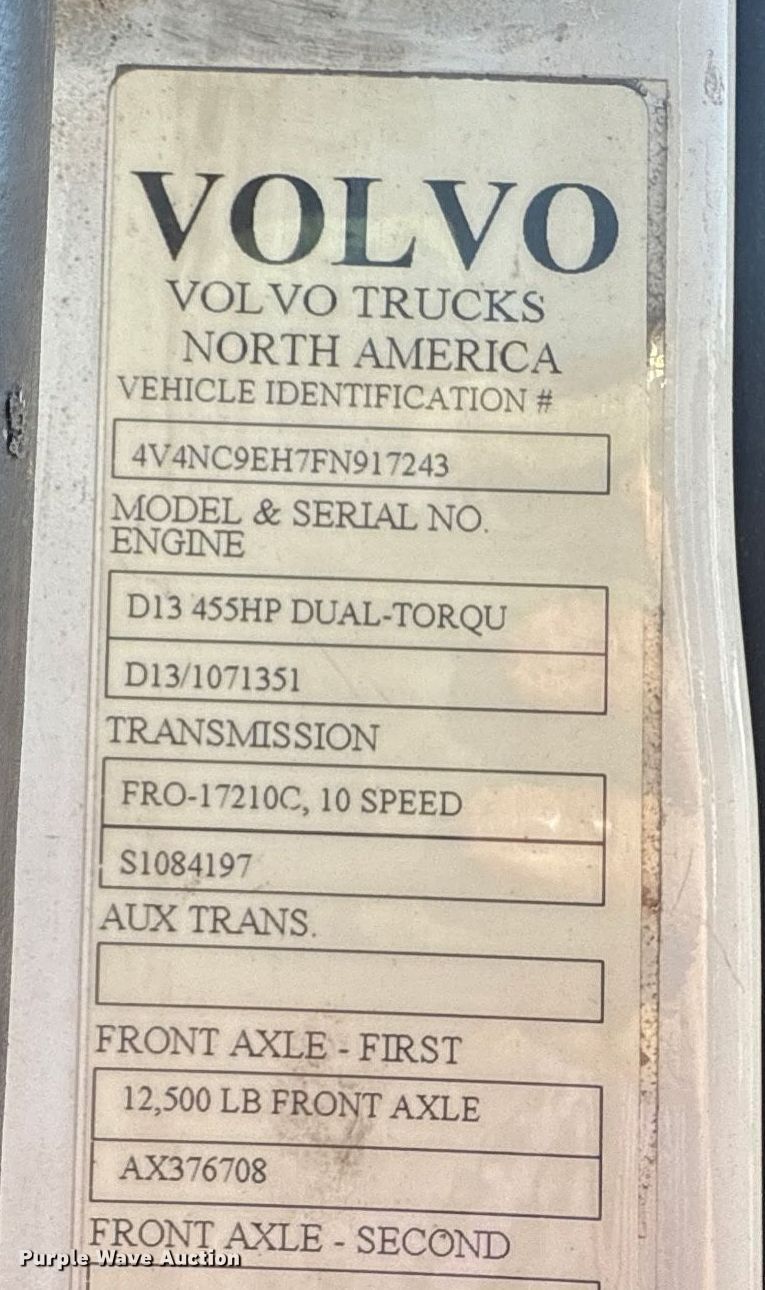 VOLVO
VOLVO TRUCKS
NORTH AMERICA
VEHICLE IDENTIFICATION #
4V4NC9EH7FN917243
MODEL & SERIAL NO.
ENGINE
D13 455HP DUAL-TORQU
D13/1071351
TRANSMISSION
FRO-17210C, 10 SPEED
S1084197
AUX TRANS.
FRONT AXLE - FIRST
12,500 LB FRONT AXLE
AX376708
FRONT AXLE - SECOND
Purple Wave Auction